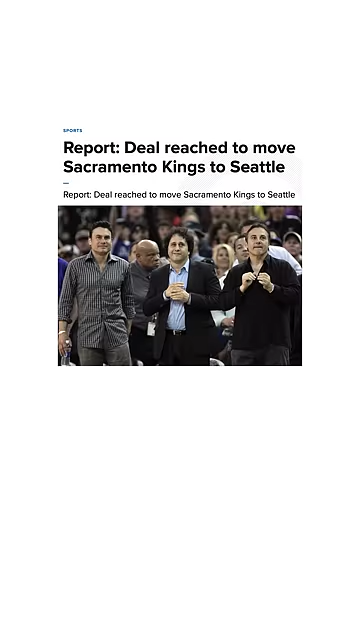 SPORTS
Report: Deal reached to move
Sacramento Kings to Seattle
Report: Deal reached to move Sacramento Kings to Seattle